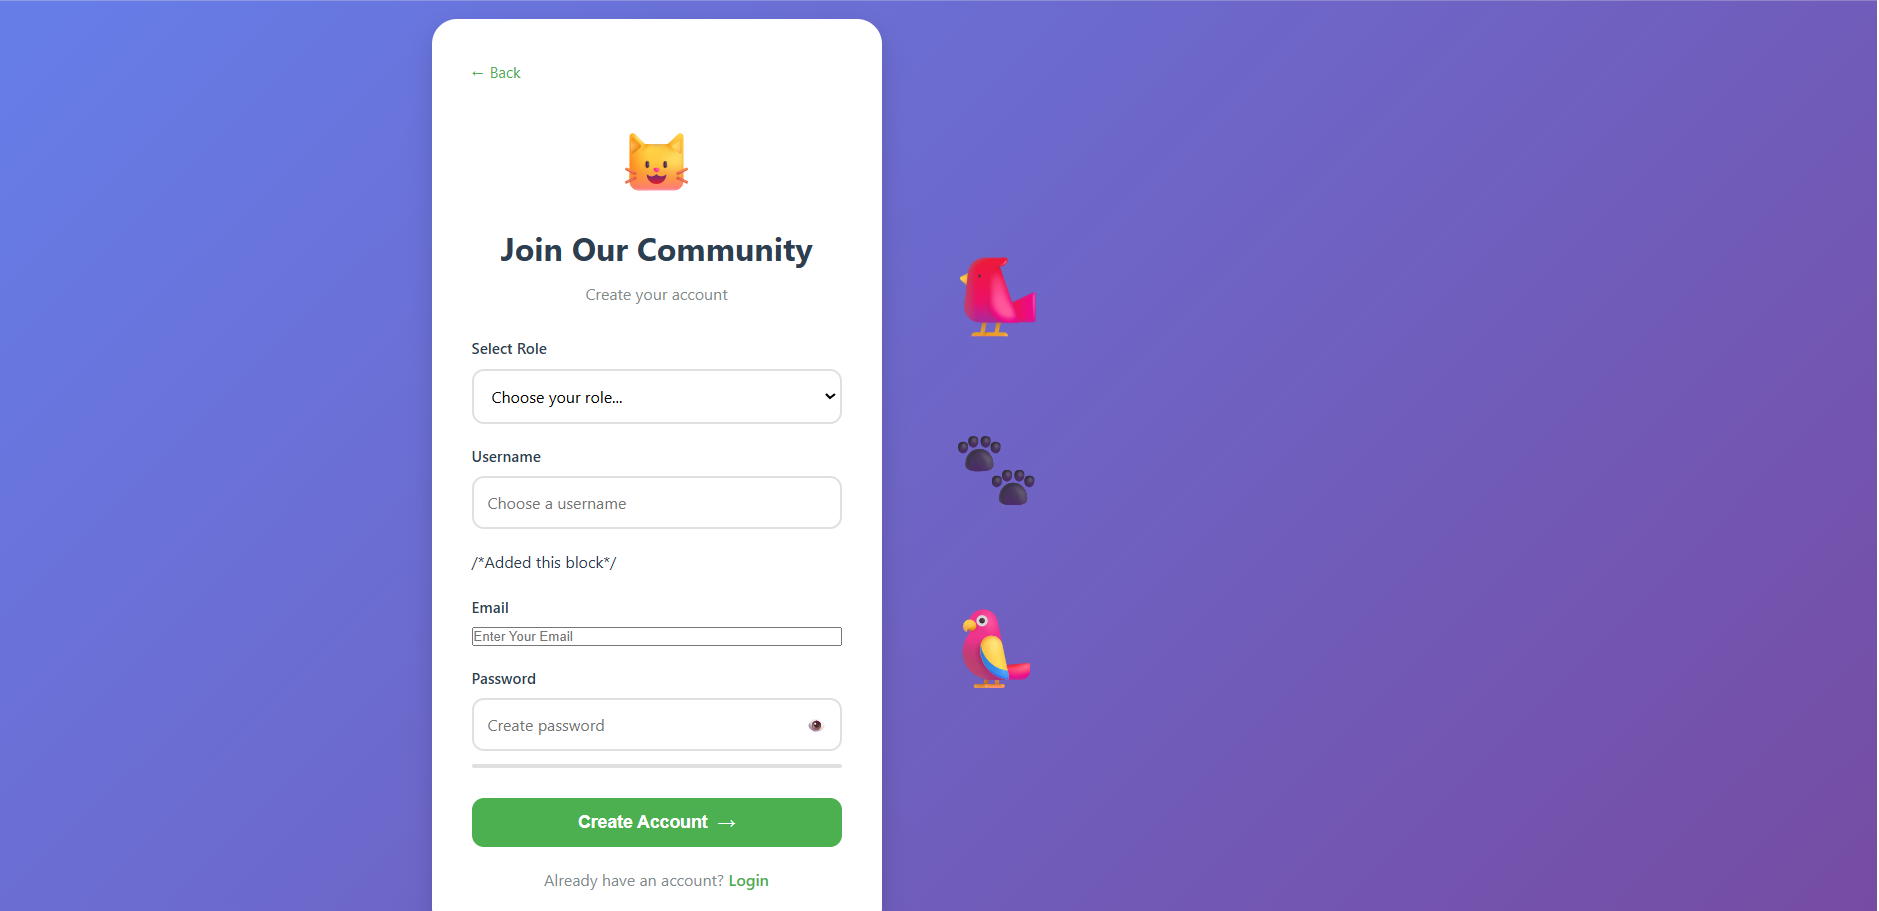 ← Back
Join Our Community
Create your account
Select Role
Choose your role...
Username
Choose a username
/*Added this block*/
Email
Enter Your Email
Password
Create password
Create Account →
Already have an account? Login